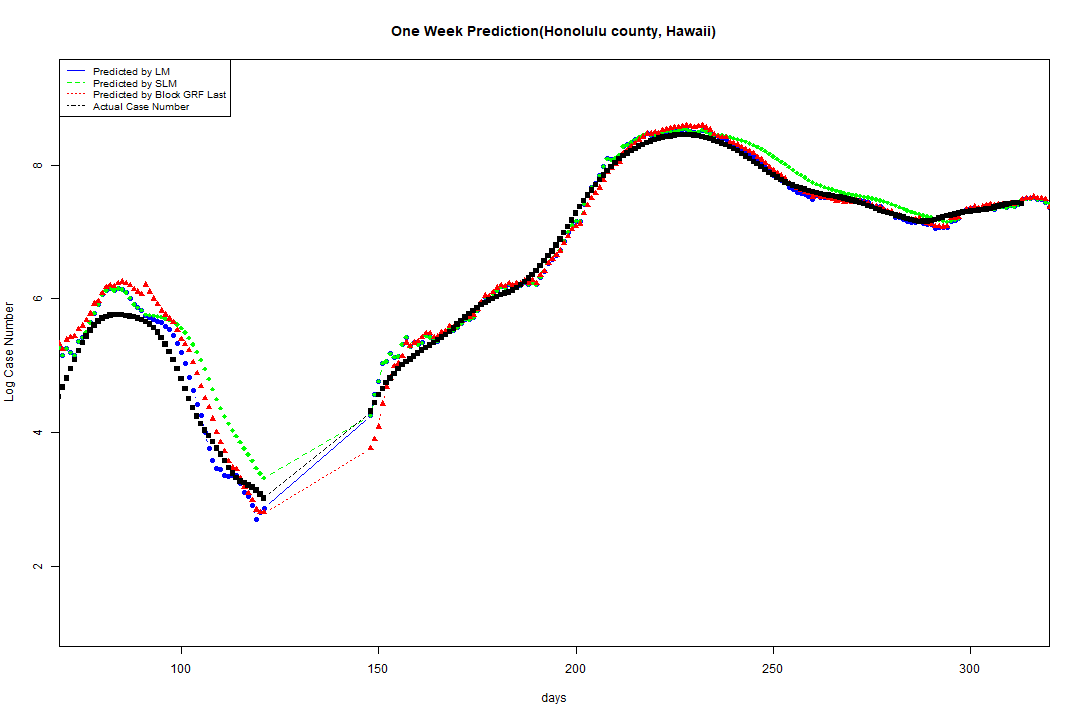 One Week Prediction(Honolulu county, Hawaii)
Predicted by LM
Predicted by SLM
Predicted by Block GRF Last
Actual Case Number
8
6
4
2
Log Case Number
100 150 200 250 300
days